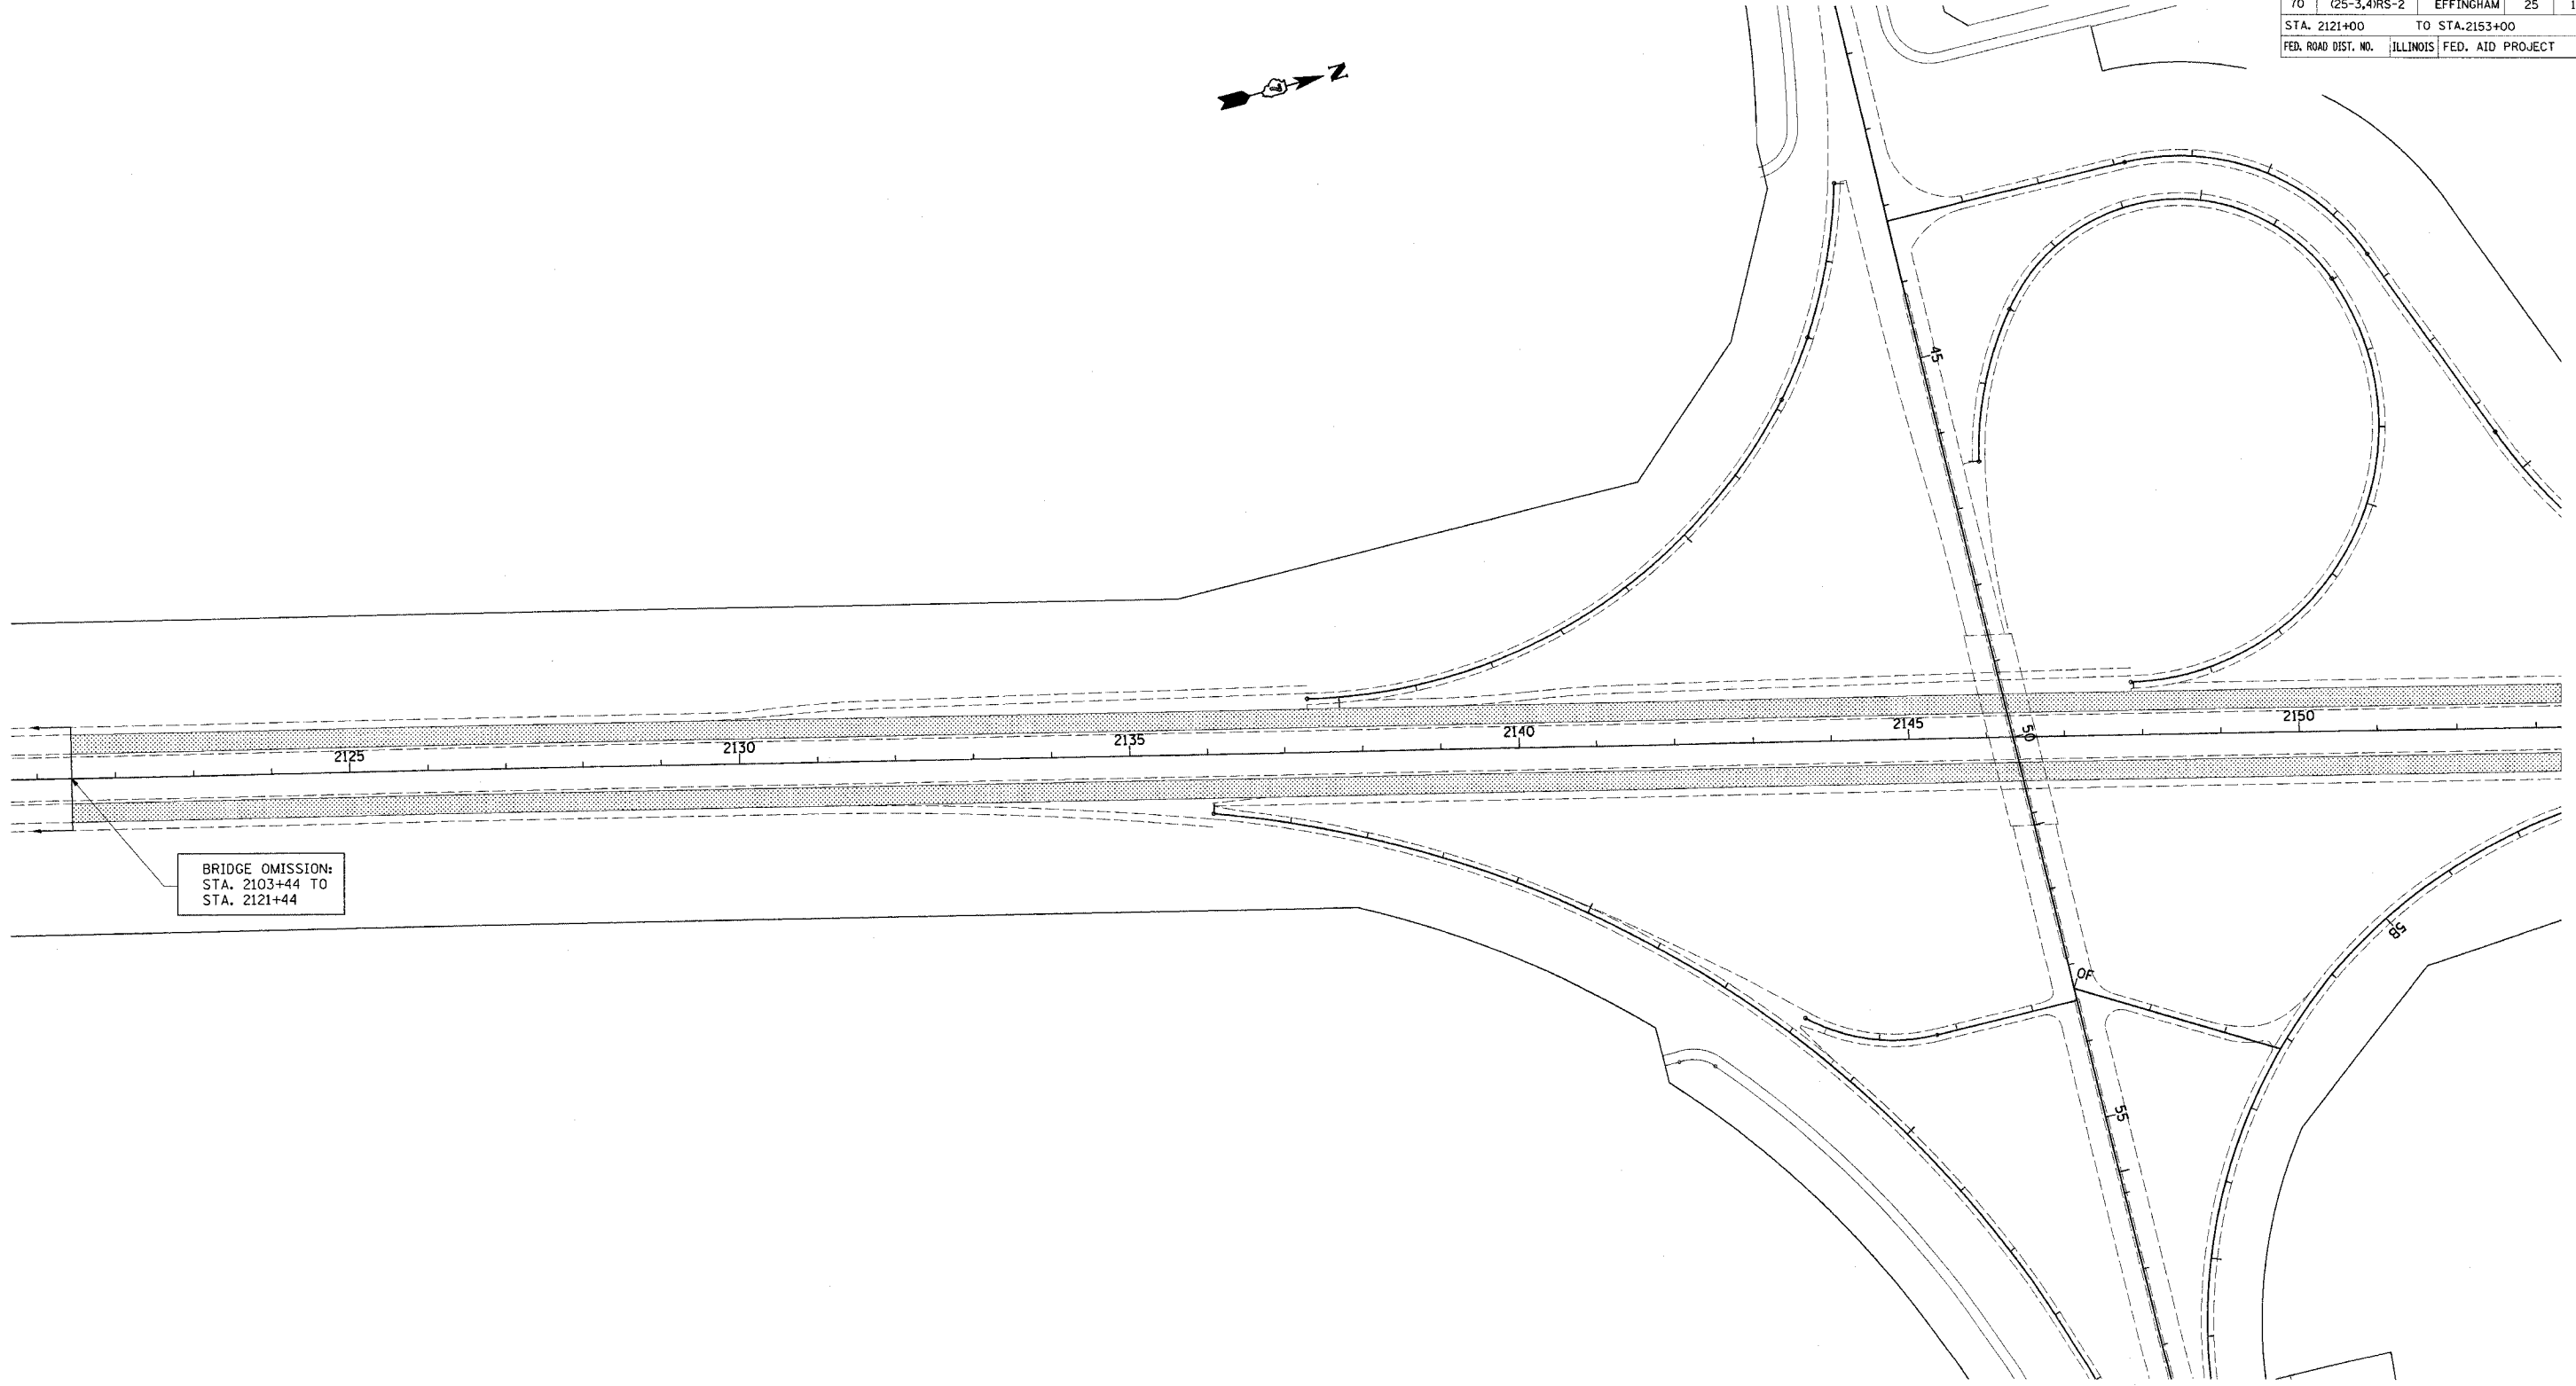 70 (25-3,4)RS-2 EFFINGHAM 25
STA. 2121+00 TO STA.2153+00
FED. ROAD DIST. NO. ILLINOIS FED. AID PROJECT
N
45
2125
2130
2135
2140
2145
50
2150
BRIDGE OMISSION:
STA. 2103+44 TO
STA. 2121+44
58
OF
55